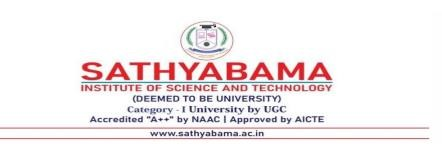 SATHYABAMA
INSTITUTE OF SCIENCE AND TECHNOLOGY
(DEEMED TO BE UNIVERSITY)
Category - I University by UGC
Accredited "A++" by NAAC | Approved by AICTE
www.sathyabama.ac.in